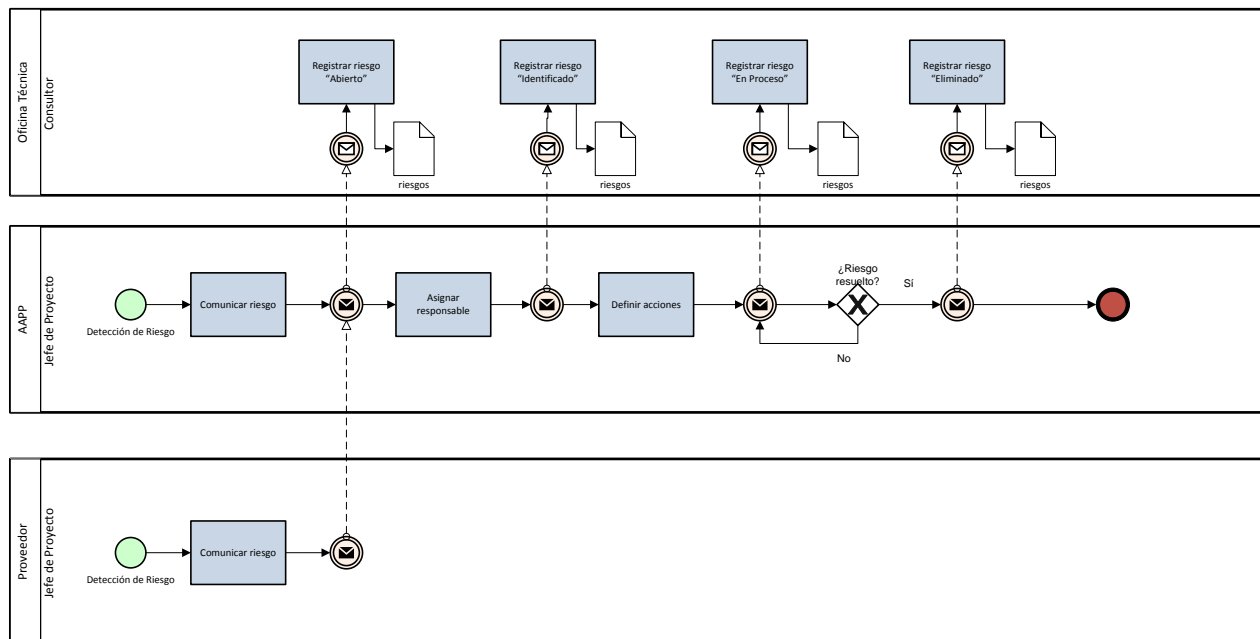 Oficina Técnica
Consultor
Registrar riesgo
“Abierto”
Registrar riesgo
“Identificado”
Registrar riesgo
“En Proceso”
Registrar riesgo
“Eliminado”
riesgos
riesgos
riesgos
riesgos
AAPP
Jefe de Proyecto
Detección de Riesgo
Comunicar riesgo
Asignar
responsable
Definir acciones
¿Riesgo
resuelto?
Sí
No
Proveedor
Jefe de Proyecto
Detección de Riesgo
Comunicar riesgo